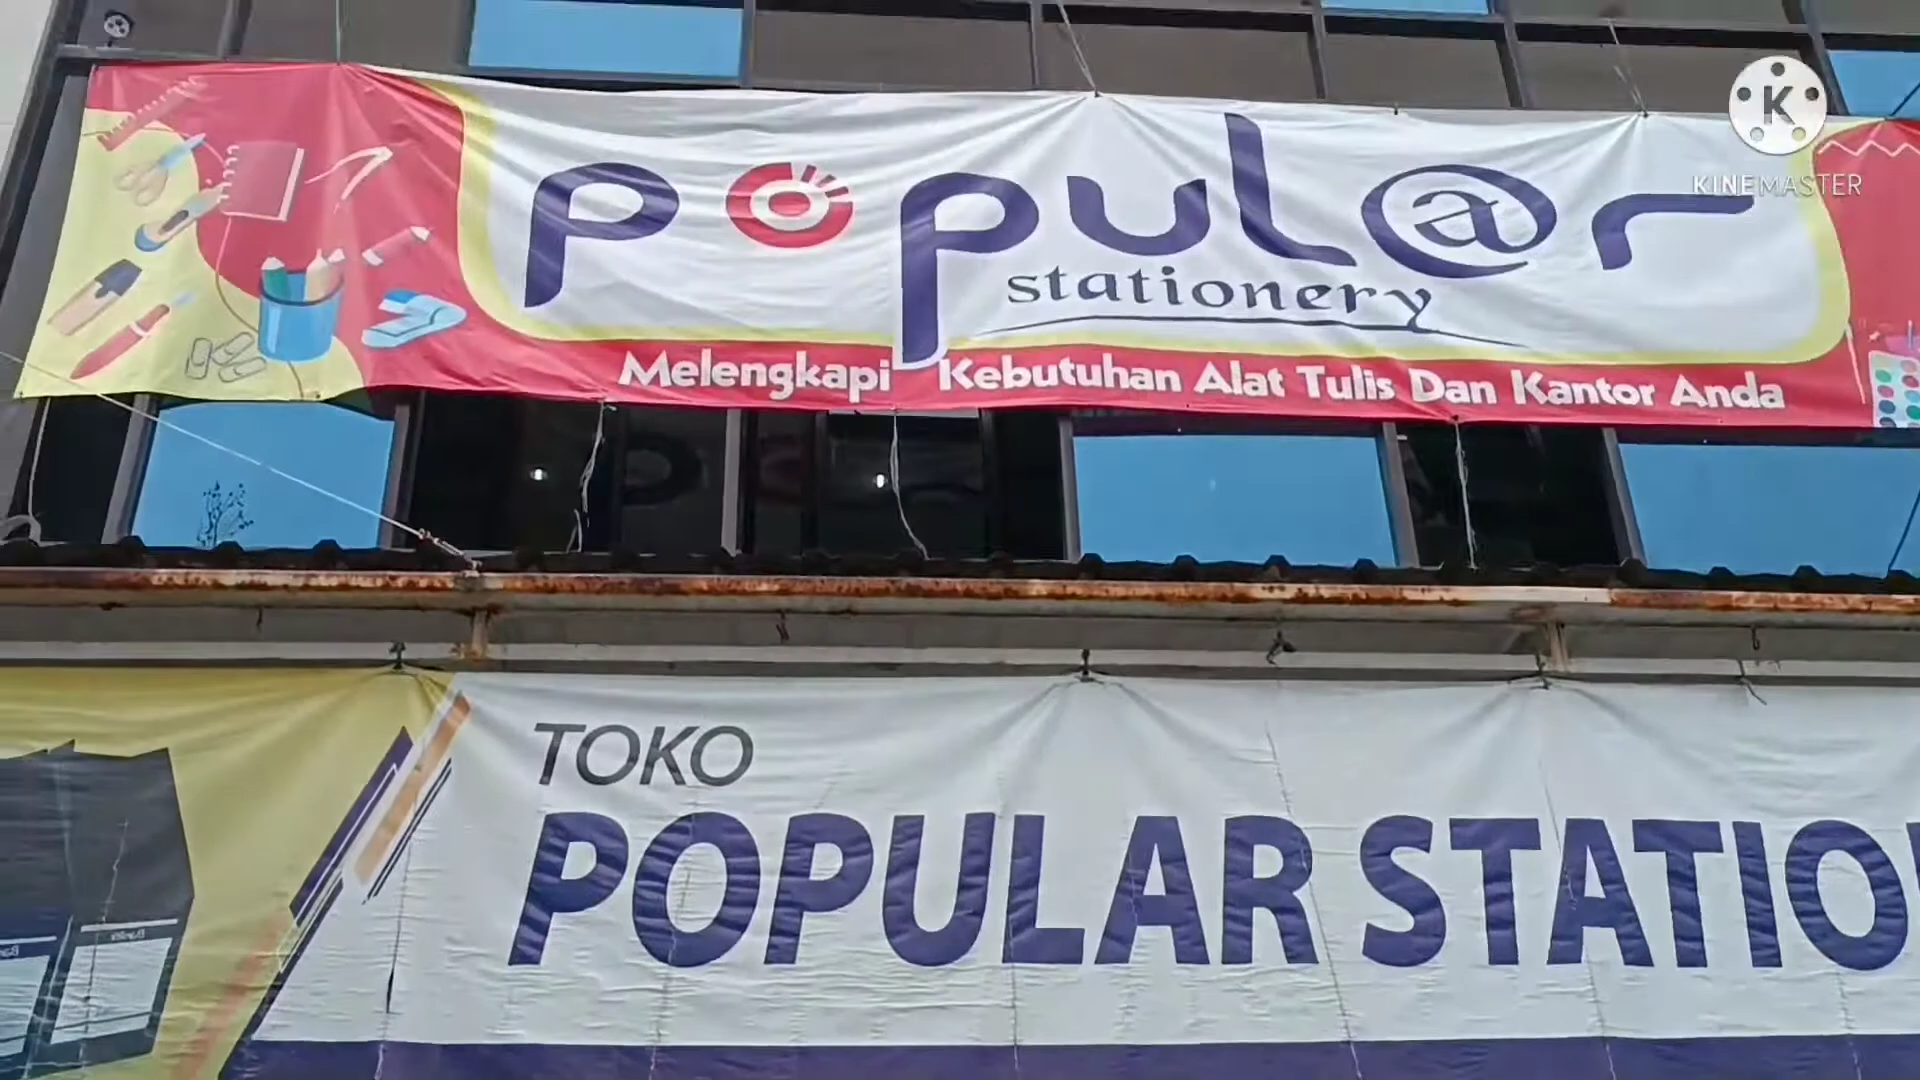 popul@r
stationery
Melengkapi Kebutuhan Alat Tulis Dan Kantor Anda
K
KINEMASTER
TOKO
POPULAR STATIO